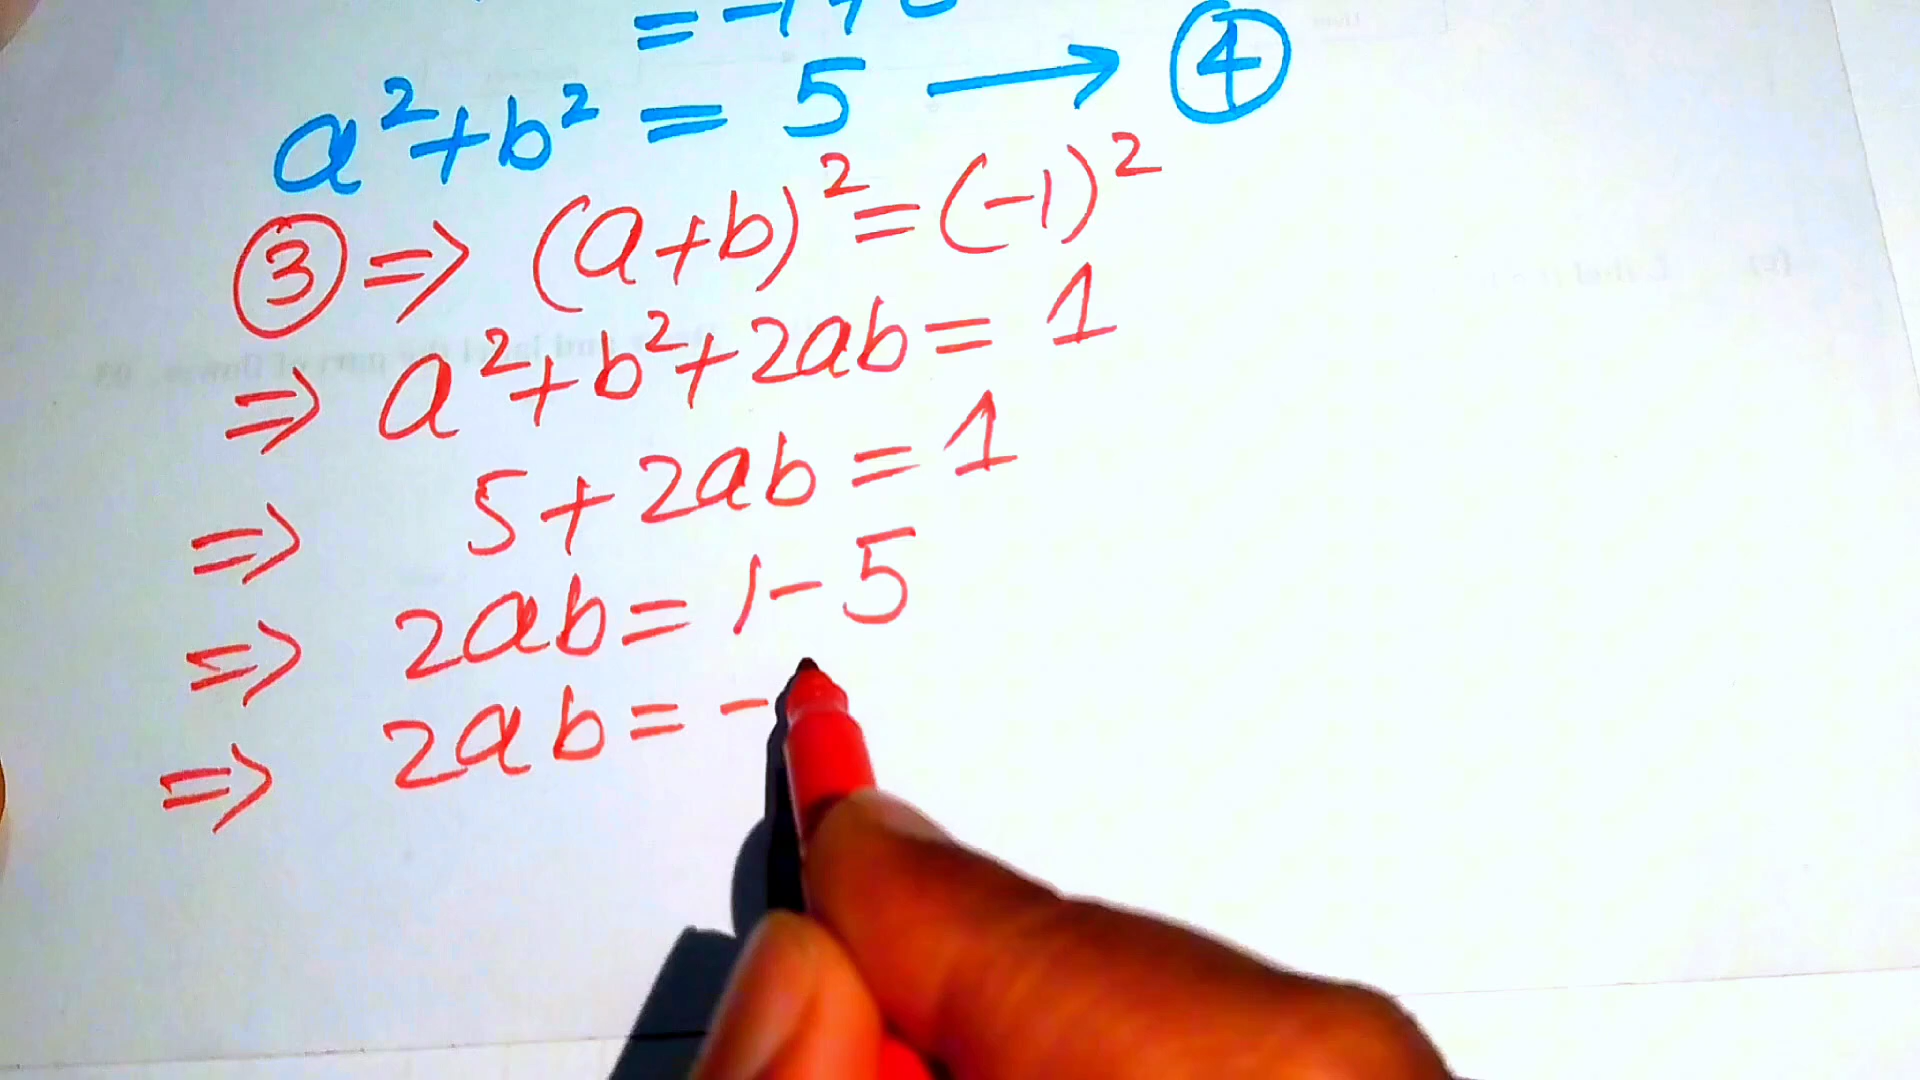 a²+b² = 5 → ④
③ => (a+b)² = (-1)²
=> a²+b²+2ab = 1
=> 5+2ab = 1
=> 2ab = 1-5
=> 2ab = -